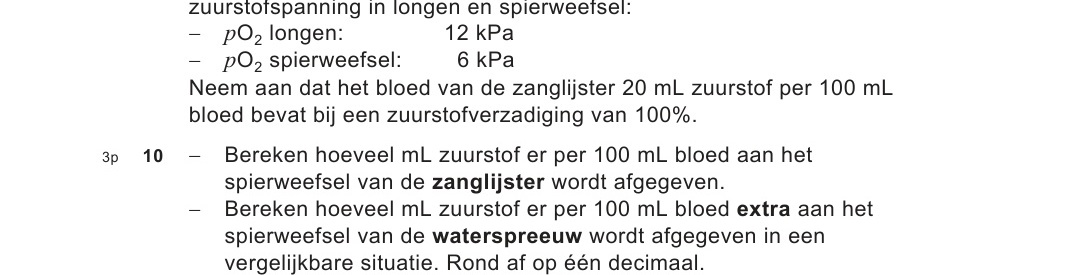 zuurstofspanning in longen en spierweefsel:
– pO2 longen: 12 kPa
– pO2 spierweefsel: 6 kPa
Neem aan dat het bloed van de zanglijster 20 mL zuurstof per 100 mL
bloed bevat bij een zuurstofverzadiging van 100%.
3p 10 – Bereken hoeveel mL zuurstof er per 100 mL bloed aan het
spierweefsel van de zanglijster wordt afgegeven.
– Bereken hoeveel mL zuurstof er per 100 mL bloed extra aan het
spierweefsel van de waterspreeuw wordt afgegeven in een
vergelijkbare situatie. Rond af op één decimaal.